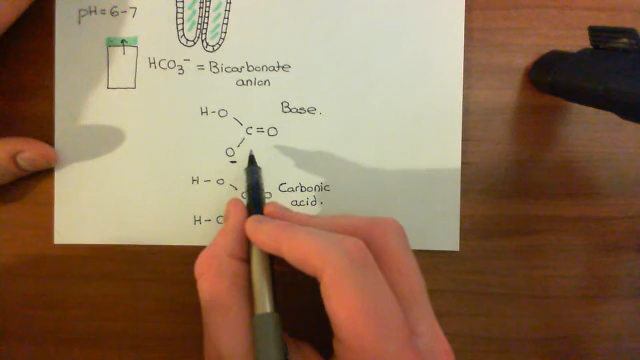 pH = 6-7
HCO3⁻ = Bicarbonate
anion
H-O
Base.
C=O
O
H-O
Carbonic
acid.
H-